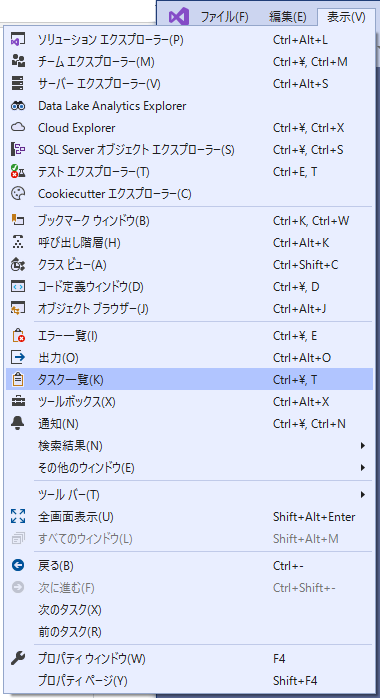 ファイル(F) 編集(E) 表示(V)
ソリューション エクスプローラー(P) Ctrl+Alt+L
チーム エクスプローラー(M) Ctrl+¥, Ctrl+M
サーバー エクスプローラー(V) Ctrl+Alt+S
Data Lake Analytics Explorer
Cloud Explorer Ctrl+¥, Ctrl+X
SQL Server オブジェクト エクスプローラー(S) Ctrl+¥, Ctrl+S
テスト エクスプローラー(T) Ctrl+E, T
Cookiecutter エクスプローラー(C)
ブックマーク ウィンドウ(B) Ctrl+K, Ctrl+W
呼び出し階層(H) Ctrl+Alt+K
クラス ビュー(A) Ctrl+Shift+C
コード定義ウィンドウ(D) Ctrl+¥, D
オブジェクト ブラウザー(J) Ctrl+Alt+J
エラー一覧(I) Ctrl+¥, E
出力(O) Ctrl+Alt+O
タスク一覧(K) Ctrl+¥, T
ツールボックス(X) Ctrl+Alt+X
通知(N) Ctrl+¥, Ctrl+N
検索結果(N)
その他のウィンドウ(E)
ツール バー(T)
全画面表示(U) Shift+Alt+Enter
すべてのウィンドウ(L) Shift+Alt+M
戻る(B) Ctrl+-
次に進む(F) Ctrl+Shift+-
次のタスク(X)
前のタスク(R)
プロパティ ウィンドウ(W) F4
プロパティ ページ(Y) Shift+F4